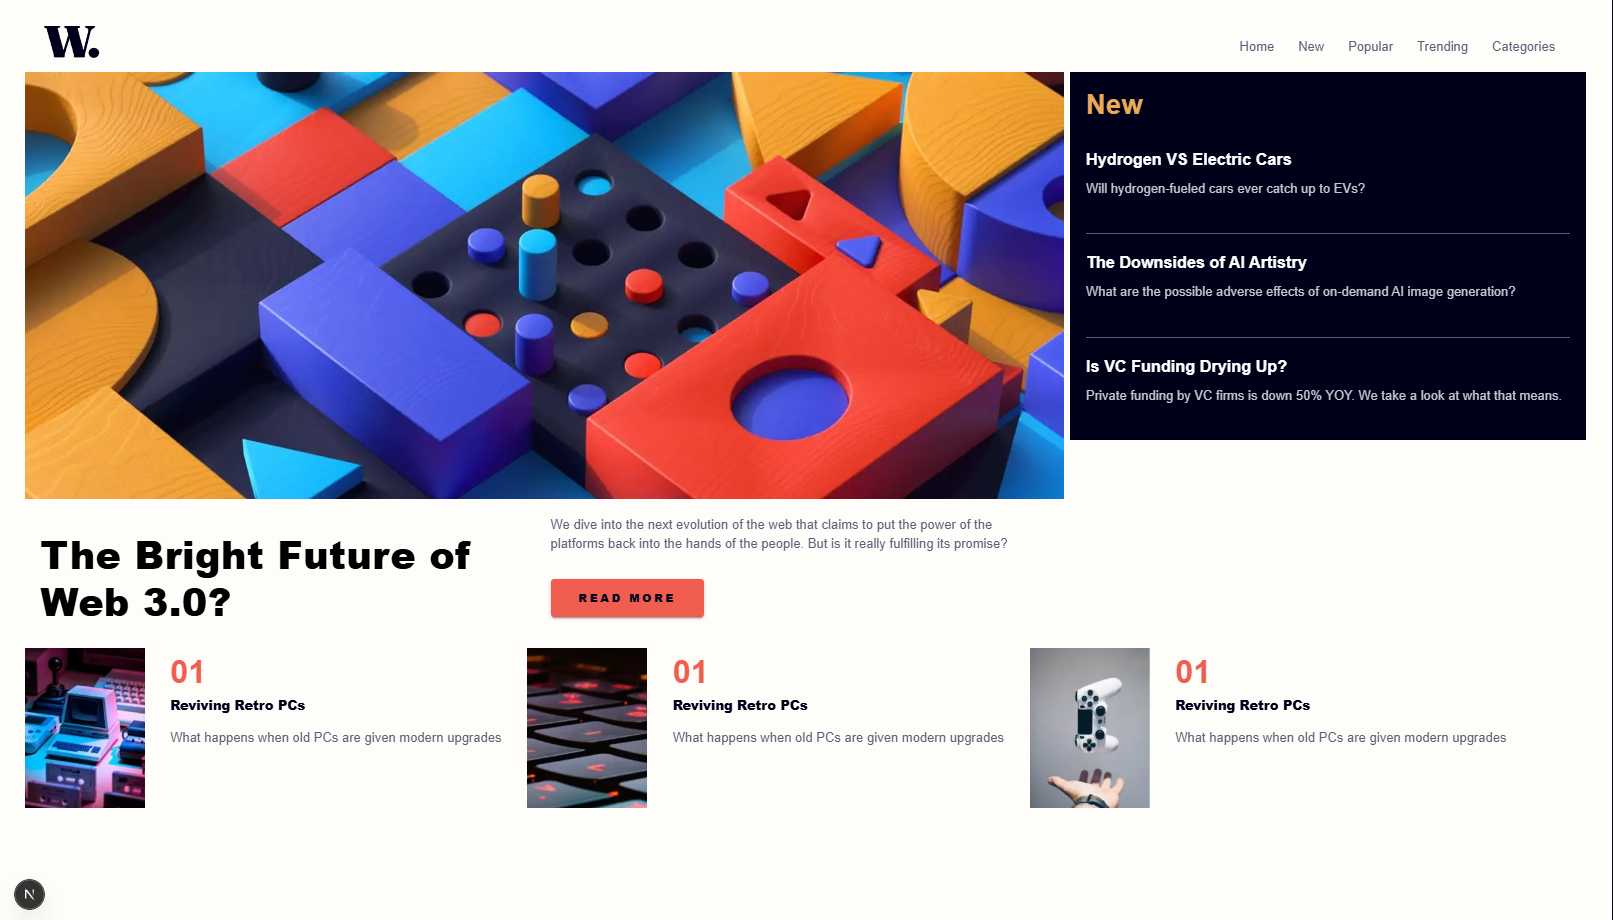 W.
Home New Popular Trending Categories
New
Hydrogen VS Electric Cars
Will hydrogen-fueled cars ever catch up to EVs?
The Downsides of AI Artistry
What are the possible adverse effects of on-demand AI image generation?
Is VC Funding Drying Up?
Private funding by VC firms is down 50% YOY. We take a look at what that means.
The Bright Future of
Web 3.0?
We dive into the next evolution of the web that claims to put the power of the
platforms back into the hands of the people. But is it really fulfilling its promise?
READ MORE
01
Reviving Retro PCs
What happens when old PCs are given modern upgrades
01
Reviving Retro PCs
What happens when old PCs are given modern upgrades
01
Reviving Retro PCs
What happens when old PCs are given modern upgrades
N